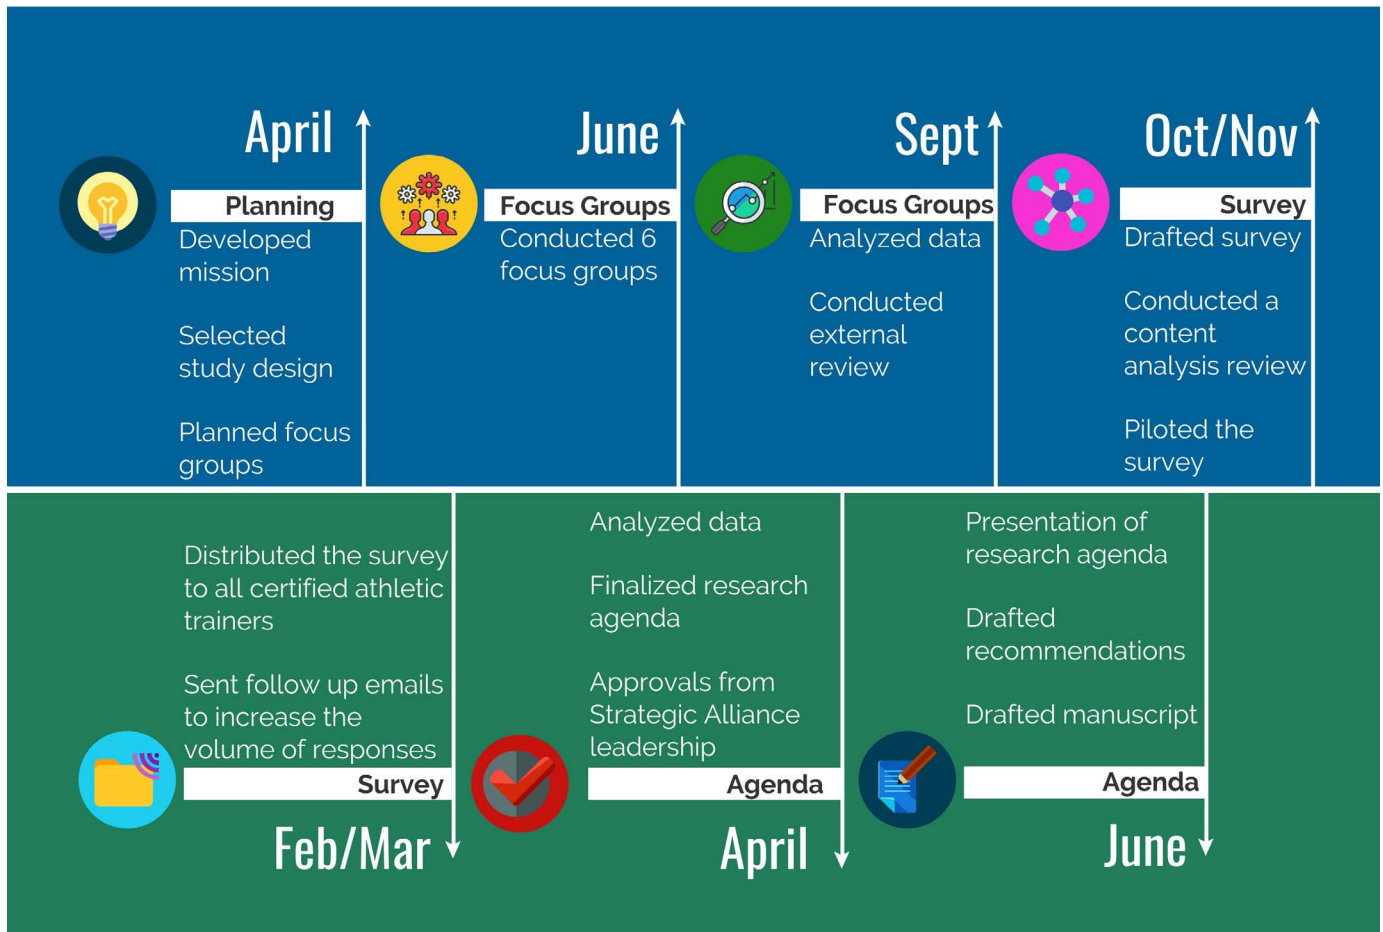 April
Planning
Developed
mission
Selected
study design
Planned focus
groups
June
Focus Groups
Conducted 6
focus groups
Sept
Focus Groups
Analyzed data
Conducted
external
review
Oct/Nov
Survey
Drafted survey
Conducted a
content
analysis review
Piloted the
survey
Distributed the survey
to all certified athletic
trainers
Sent follow up emails
to increase the
volume of responses
Survey
Feb/Mar
Analyzed data
Finalized research
agenda
Approvals from
Strategic Alliance
leadership
Agenda
April
Presentation of
research agenda
Drafted
recommendations
Drafted manuscript
Agenda
June